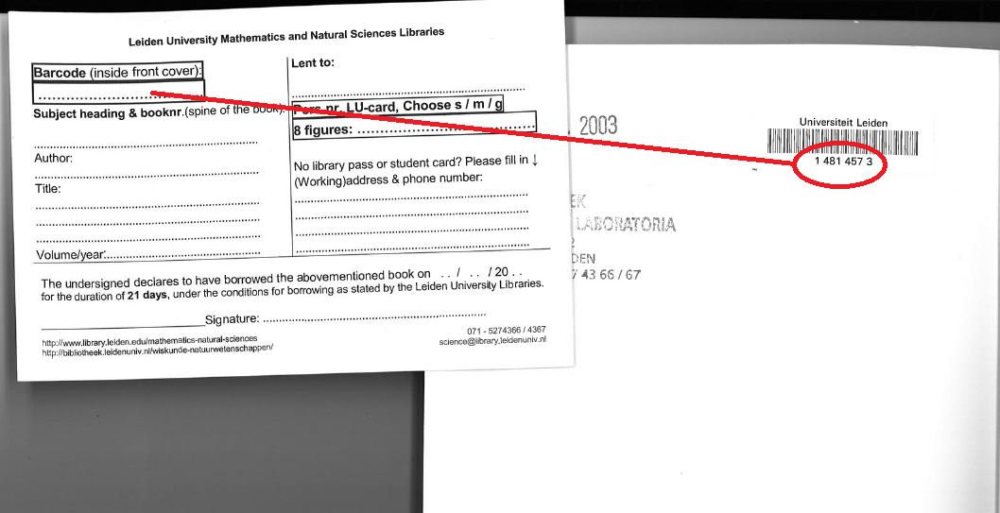 Leiden University Mathematics and Natural Sciences Libraries
Barcode (inside front cover):
Subject heading & booknr.(spine of the book):
Author:
Title:
Volume/year:
Lent to:
Pers.nr. LU-card, Choose s / m / g
8 figures:
No library pass or student card? Please fill in ↓
(Working)address & phone number:
The undersigned declares to have borrowed the abovementioned book on . . / . . / 20 . .
for the duration of 21 days, under the conditions for borrowing as stated by the Leiden University Libraries.
Signature:
http://www.library.leiden.edu/mathematics-natural-sciences
http://bibliotheek.leidenuniv.nl/wiskunde-natuurwetenschappen/
071 - 5274366 / 4367
science@library.leidenuniv.nl
2003
Universiteit Leiden
1 481 457 3
EK
LABORATORIA
2
DEN
7 43 66 / 67